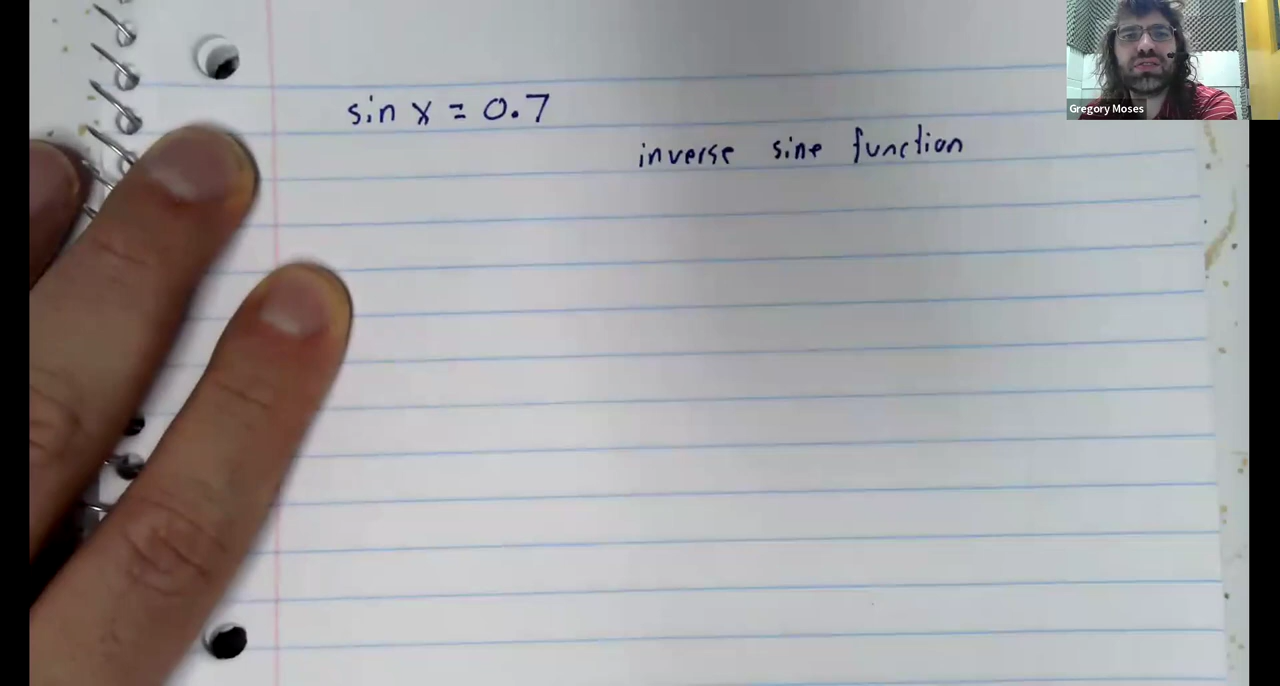 sin x = 0.7
inverse sine function
Gregory Moses